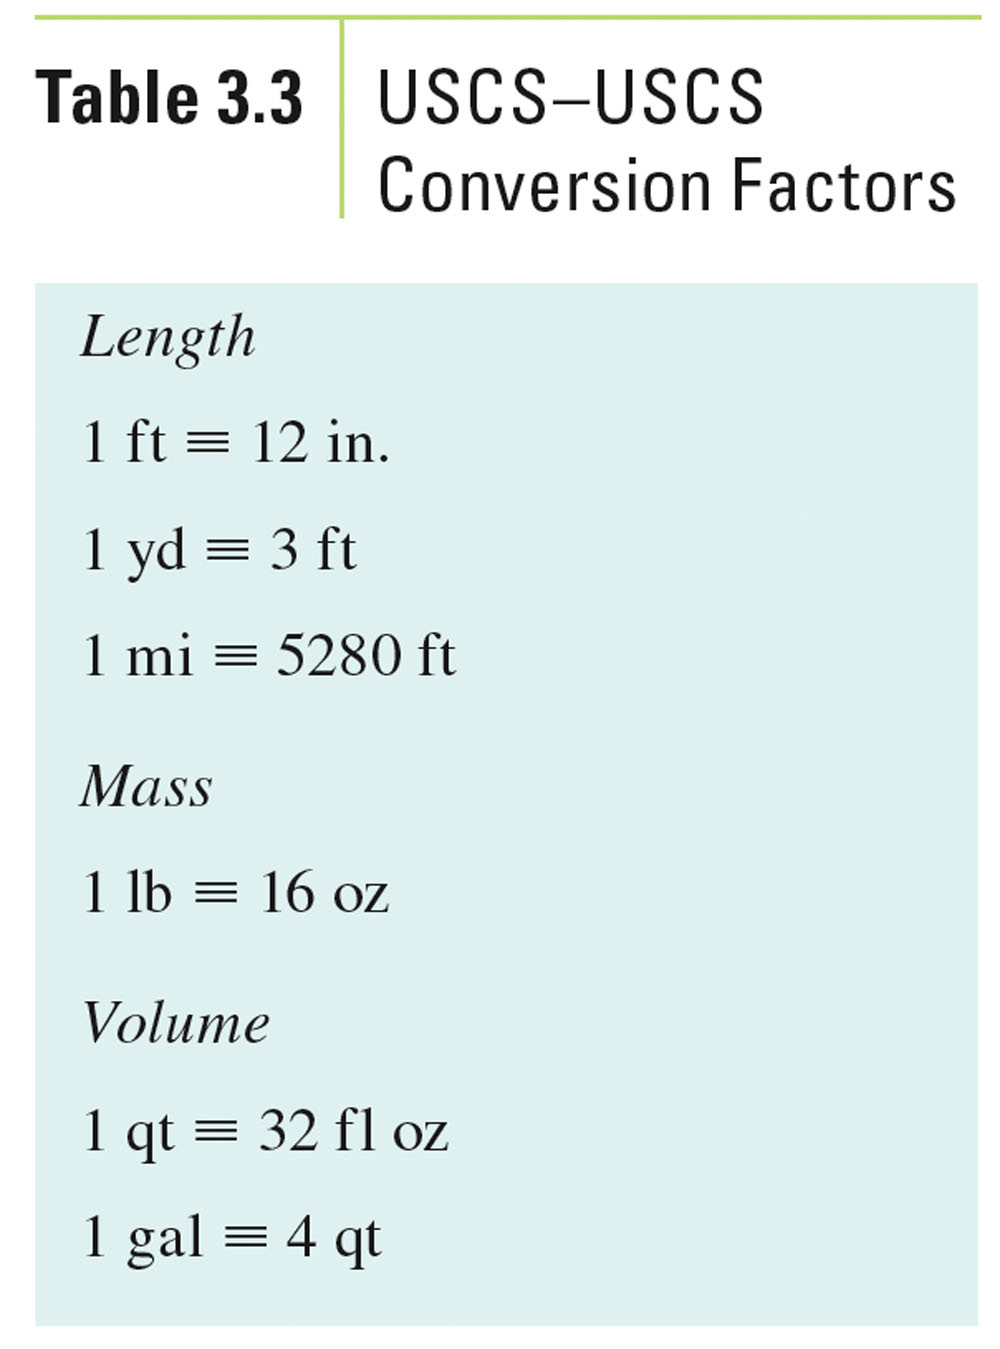 Table 3.3
USCS–USCS
Conversion Factors
Length
1 ft ≡ 12 in.
1 yd ≡ 3 ft
1 mi ≡ 5280 ft
Mass
1 lb ≡ 16 oz
Volume
1 qt ≡ 32 fl oz
1 gal ≡ 4 qt